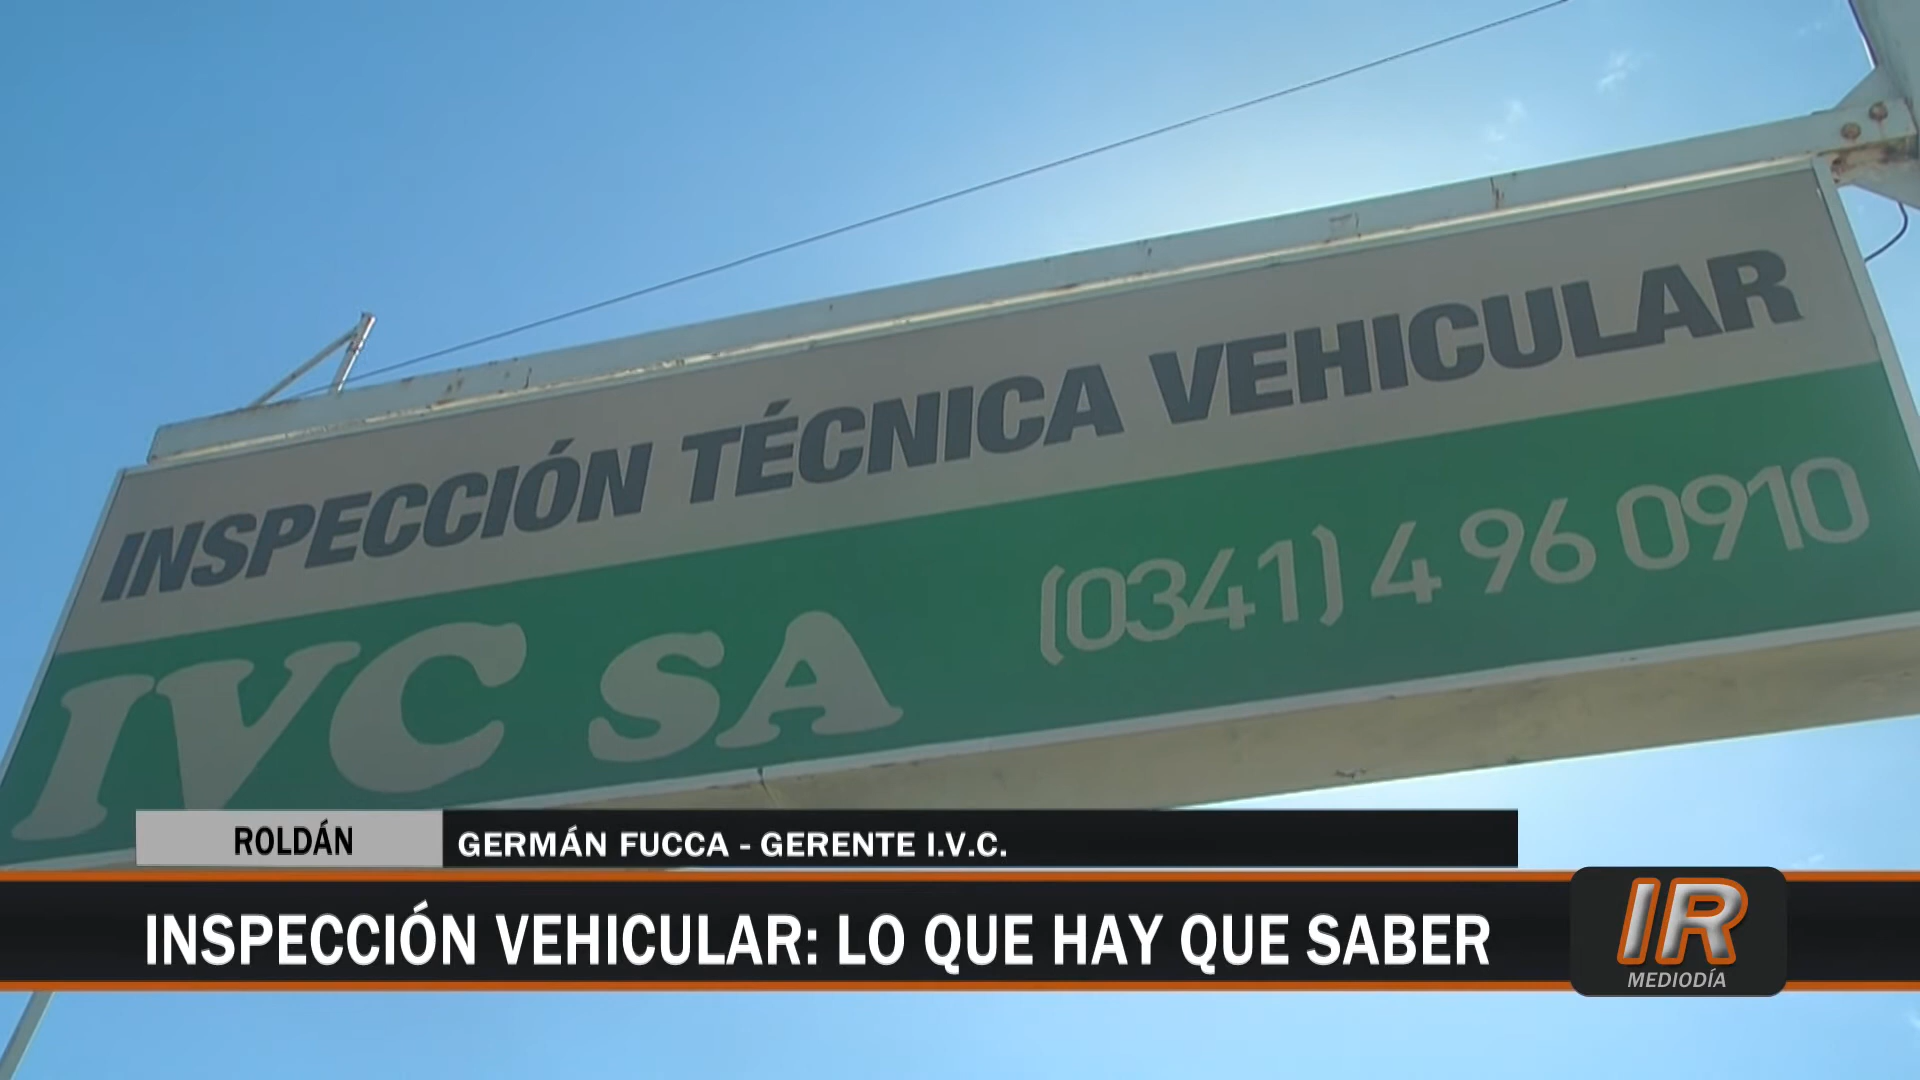 INSPECCIÓN TÉCNICA VEHICULAR
IVC SA (0341) 4 96 0910
ROLDÁN
GERMÁN FUCCA - GERENTE I.V.C.
INSPECCIÓN VEHICULAR: LO QUE HAY QUE SABER
IR
MEDIODÍA